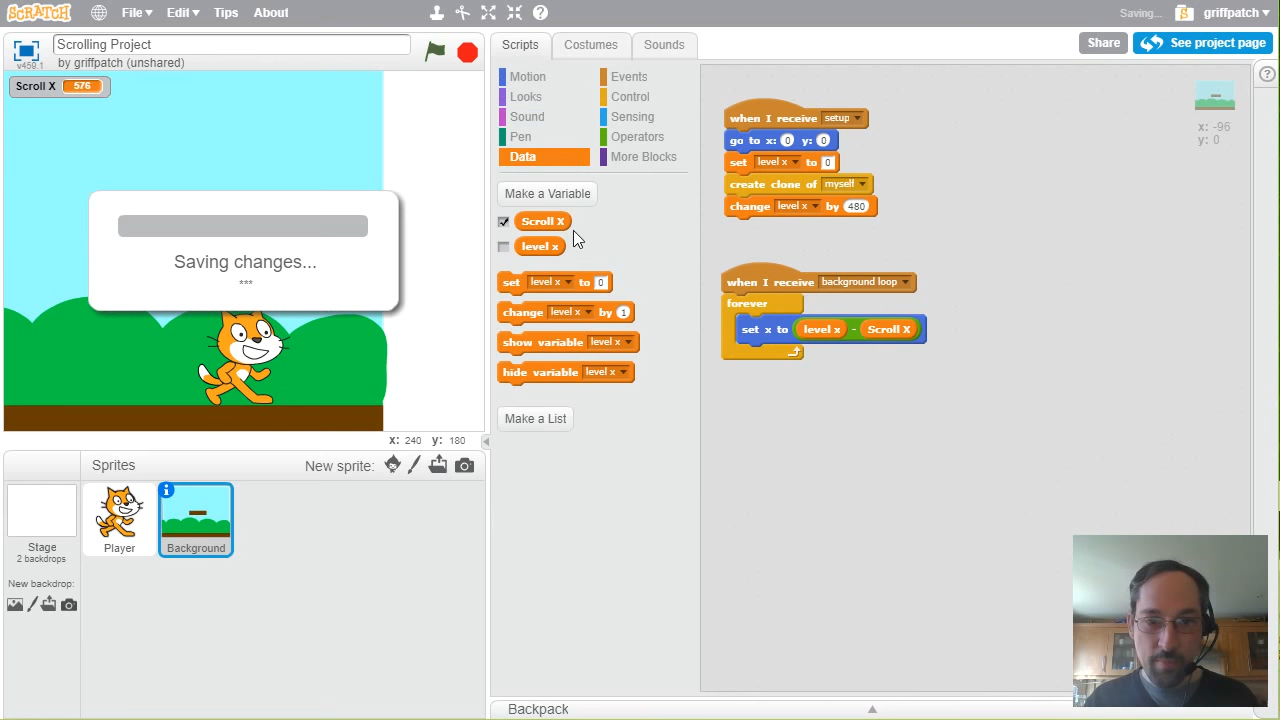 SCRATCH File Edit Tips About Saving... griffpatch
Scrolling Project
by griffpatch (unshared)
v459.1
Scripts Costumes Sounds
Share See project page
Scroll X 576
Saving changes...
***
x: 240 y: 180
Motion Events
Looks Control
Sound Sensing
Pen Operators
Data More Blocks
Make a Variable
Scroll X
level x
set level x to 0
change level x by 1
show variable level x
hide variable level x
Make a List
when I receive setup
go to x: 0 y: 0
set level x to 0
create clone of myself
change level x by 480
when I receive background loop
forever
set x to level x - Scroll X
x: -96
y: 0
Sprites New sprite:
Stage
2 backdrops
New backdrop:
Player
Background
Backpack